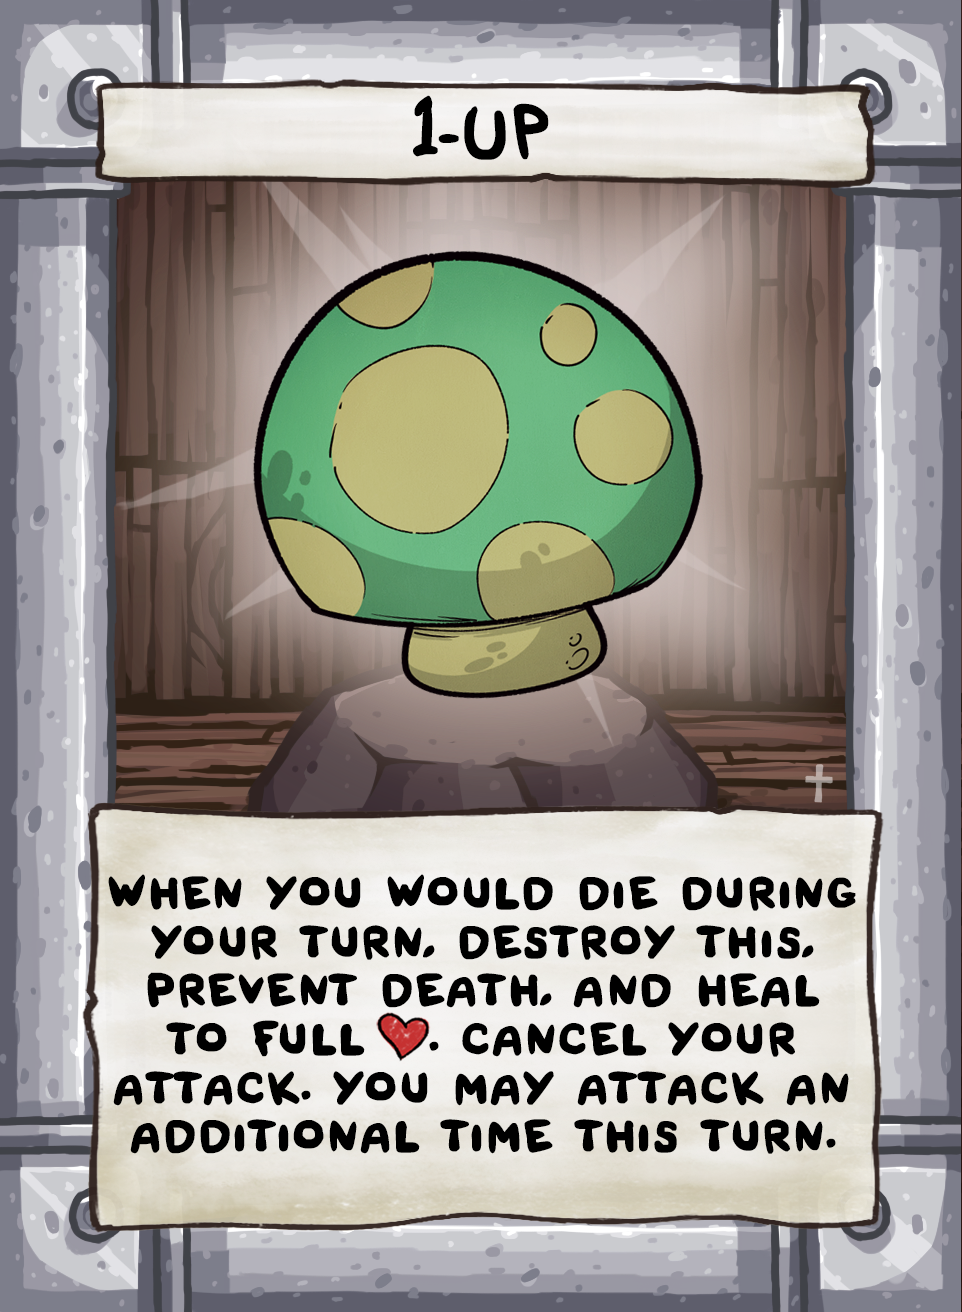 1-UP
WHEN YOU WOULD DIE DURING
YOUR TURN, DESTROY THIS,
PREVENT DEATH, AND HEAL
TO FULL ❤. CANCEL YOUR
ATTACK. YOU MAY ATTACK AN
ADDITIONAL TIME THIS TURN.